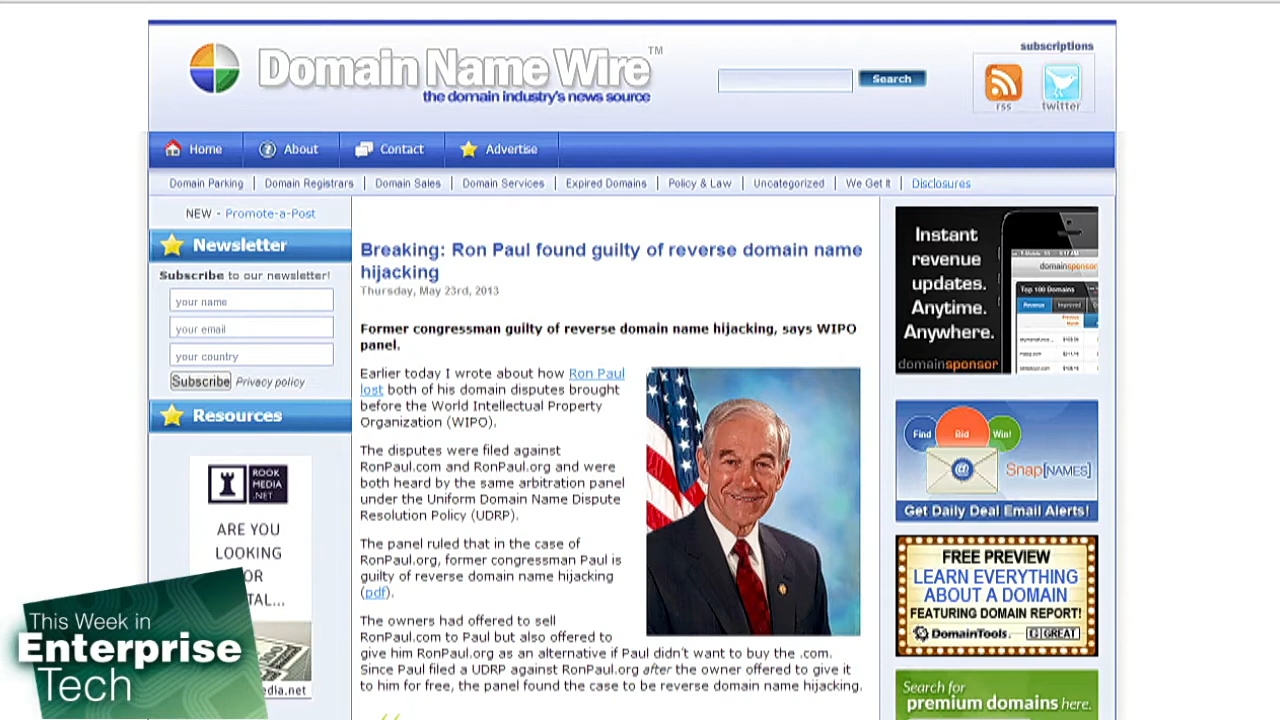 Domain Name Wire™
the domain industry's news source
Search
subscriptions
rss
twitter
Home
About
Contact
Advertise
Domain Parking | Domain Registrars | Domain Sales | Domain Services | Expired Domains | Policy & Law | Uncategorized | We Get It | Disclosures
NEW - Promote-a-Post
Newsletter
Subscribe to our newsletter!
your name
your email
your country
Subscribe Privacy policy
Resources
ROOK
MEDIA
.NET
ARE YOU
LOOKING
OR
TAL...
edia.net
This Week in
Enterprise
Tech
Breaking: Ron Paul found guilty of reverse domain name
hijacking
Thursday, May 23rd, 2013
Former congressman guilty of reverse domain name hijacking, says WIPO
panel.
Earlier today I wrote about how Ron Paul
lost both of his domain disputes brought
before the World Intellectual Property
Organization (WIPO).
The disputes were filed against
RonPaul.com and RonPaul.org and were
both heard by the same arbitration panel
under the Uniform Domain Name Dispute
Resolution Policy (UDRP).
The panel ruled that in the case of
RonPaul.org, former congressman Paul is
guilty of reverse domain name hijacking
(pdf).
The owners had offered to sell
RonPaul.com to Paul but also offered to
give him RonPaul.org as an alternative if Paul didn't want to buy the .com.
Since Paul filed a UDRP against RonPaul.org after the owner offered to give it
to him for free, the panel found the case to be reverse domain name hijacking.
Instant
revenue
updates.
Anytime.
Anywhere.
domainsponsor
domainsponsor
Top 100 Domains
Revenue
Improved
Find
Bid
Win!
@
Snap[NAMES]
Get Daily Deal Email Alerts!
FREE PREVIEW
LEARN EVERYTHING
ABOUT A DOMAIN
FEATURING DOMAIN REPORT!
DomainTools
GREAT
Search for
premium domains here.